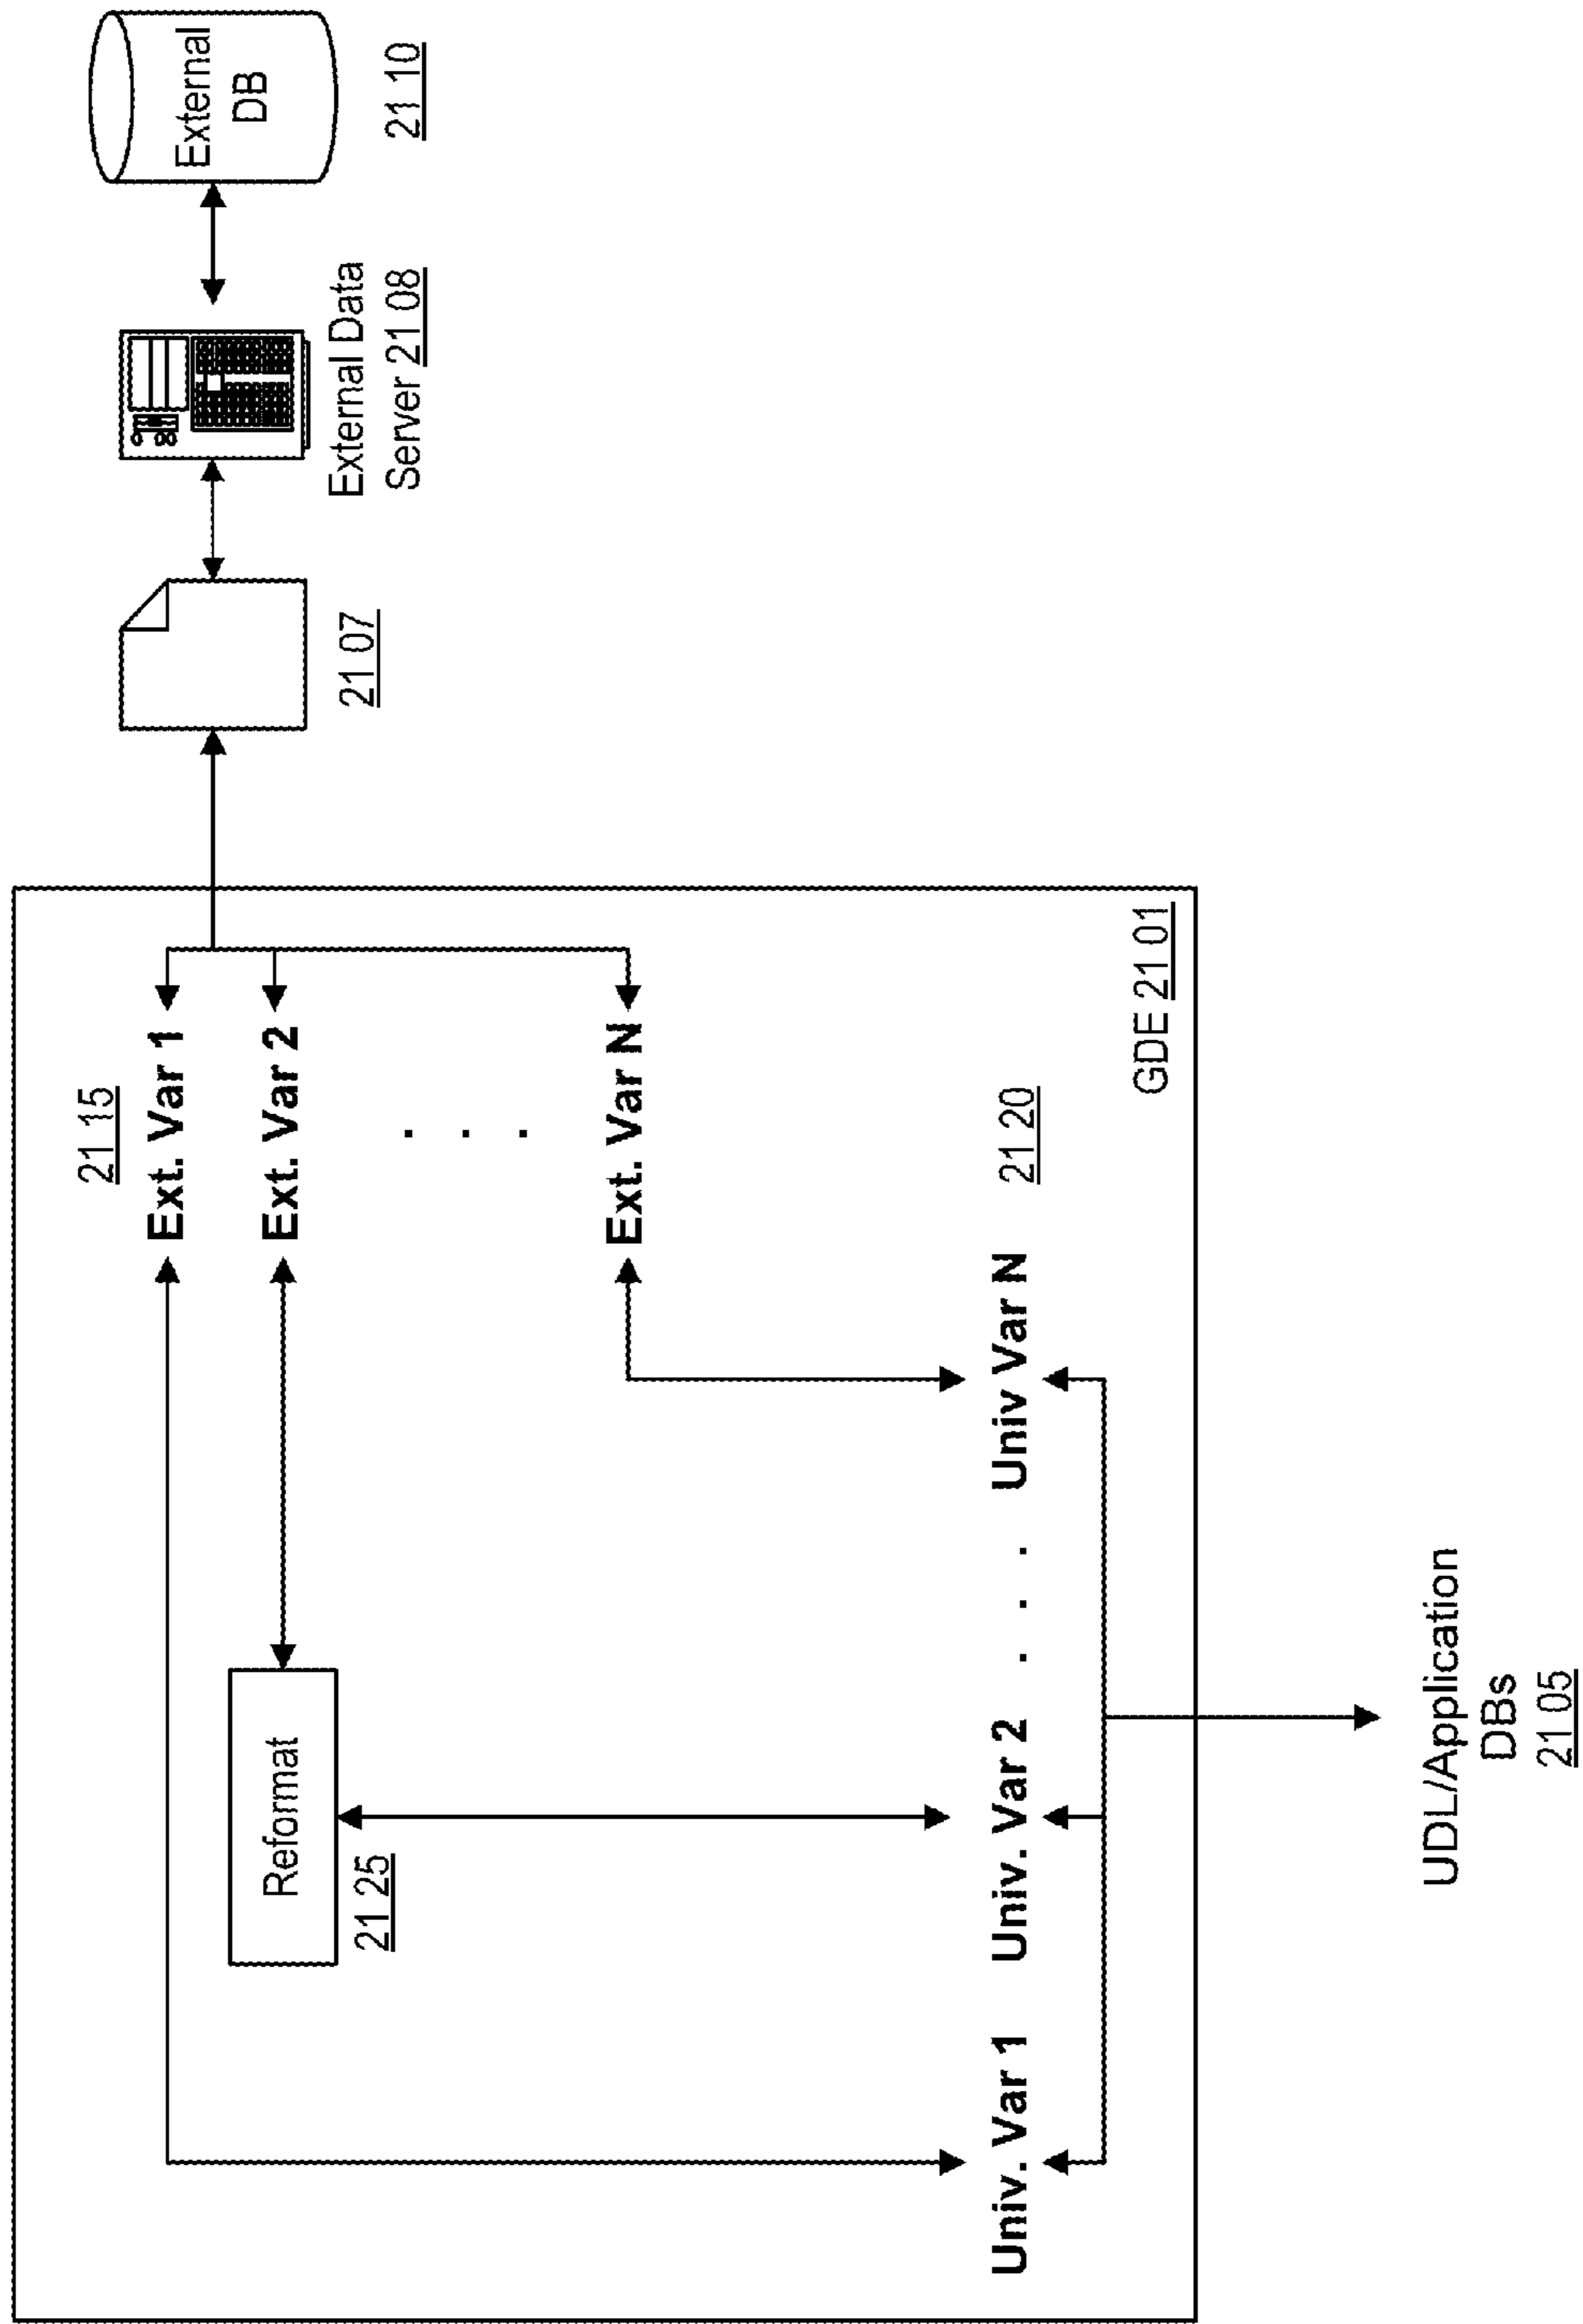 External
DB
21 10
External Data
Server 21 08
21 07
21 15
Ext. Var 1
Ext. Var 2
. . .
Ext. Var N
Reformat
21 25
Univ. Var 1 Univ. Var 2 . . . Univ Var N
21 20
GDE 21 01
UDL/Application
DBs
21 05